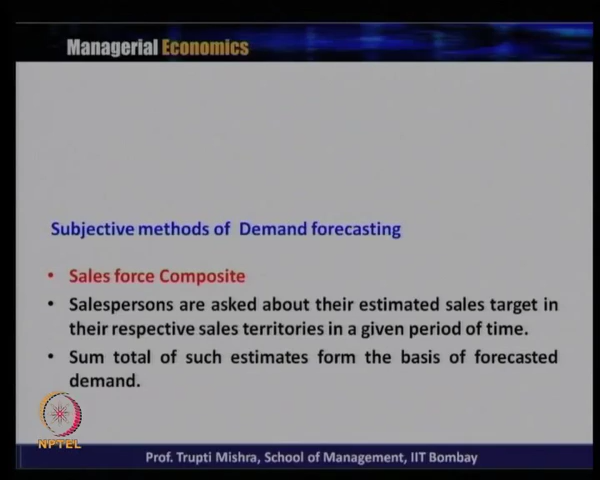 Managerial Economics
Subjective methods of Demand forecasting
• Sales force Composite
• Salespersons are asked about their estimated sales target in
their respective sales territories in a given period of time.
• Sum total of such estimates form the basis of forecasted
demand.
NPTEL
Prof. Trupti Mishra, School of Management, IIT Bombay